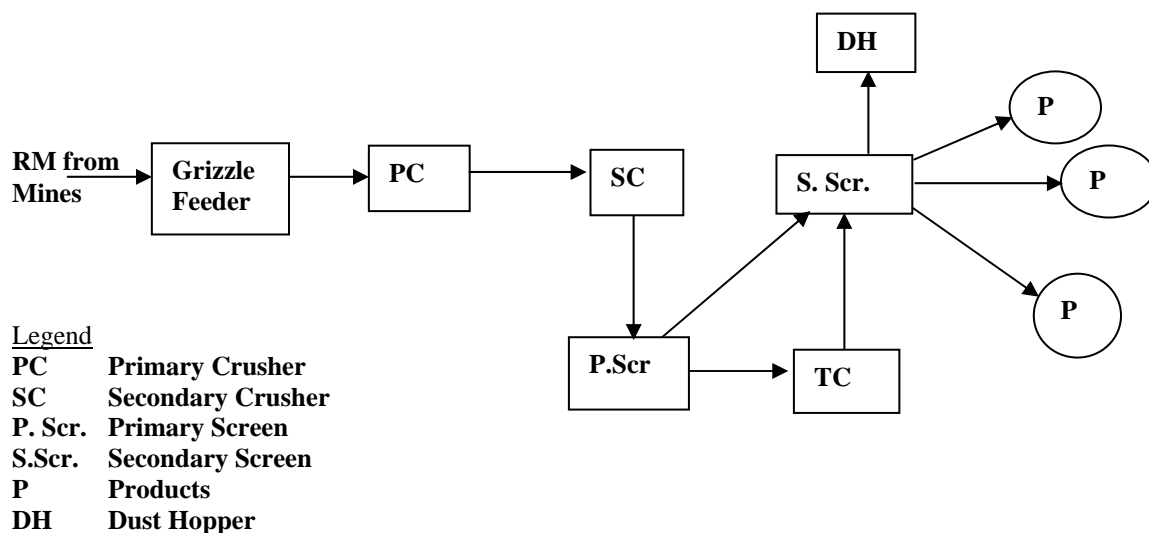 DH
P
RM from
Mines
Grizzle
Feeder
PC
SC
S. Scr.
P
P
P.Scr
TC
Legend
PC Primary Crusher
SC Secondary Crusher
P. Scr. Primary Screen
S.Scr. Secondary Screen
P Products
DH Dust Hopper